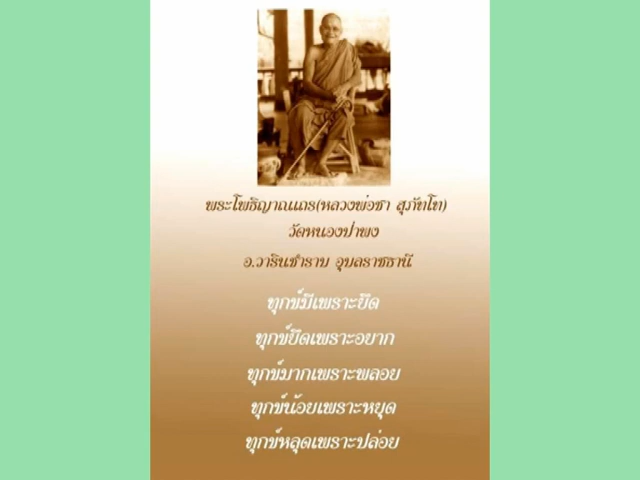 พระโพธิญาณเถร(หลวงพ่อชา สุภัทโท)
วัดหนองป่าพง
อ.วารินชำราบ อุบลราชธานี
ทุกข์มีเพราะยึด
ทุกข์ยืดเพราะอยาก
ทุกข์มากเพราะพลอย
ทุกข์น้อยเพราะหยุด
ทุกข์หลุดเพราะปล่อย